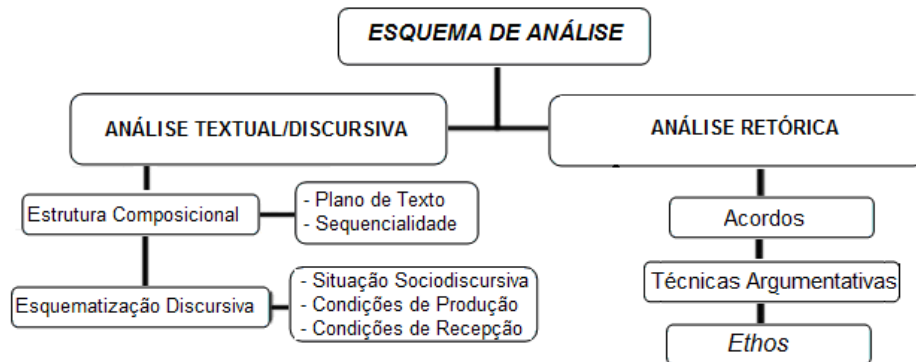 ESQUEMA DE ANÁLISE
ANÁLISE TEXTUAL/DISCURSIVA
ANÁLISE RETÓRICA
Estrutura Composicional
- Plano de Texto
- Sequencialidade
Esquematização Discursiva
- Situação Sociodiscursiva
- Condições de Produção
- Condições de Recepção
Acordos
Técnicas Argumentativas
Ethos